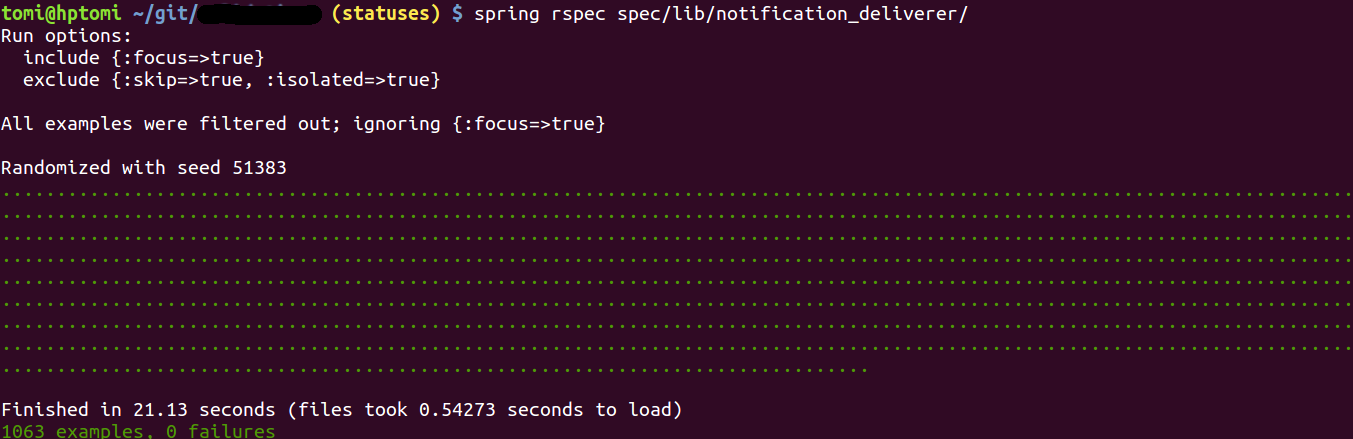 tomi@hptomi ~/git/ (statuses) $ spring rspec spec/lib/notification_deliverer/
Run options:
  include {:focus=>true}
  exclude {:skip=>true, :isolated=>true}
All examples were filtered out; ignoring {:focus=>true}
Randomized with seed 51383
...........................................................................................................................................................
...........................................................................................................................................................
...........................................................................................................................................................
...........................................................................................................................................................
...........................................................................................................................................................
...........................................................................................................................................................
...........................................................................................................................................................
...........................................................................................................................................................
.................................................................................................
Finished in 21.13 seconds (files took 0.54273 seconds to load)
1063 examples, 0 failures